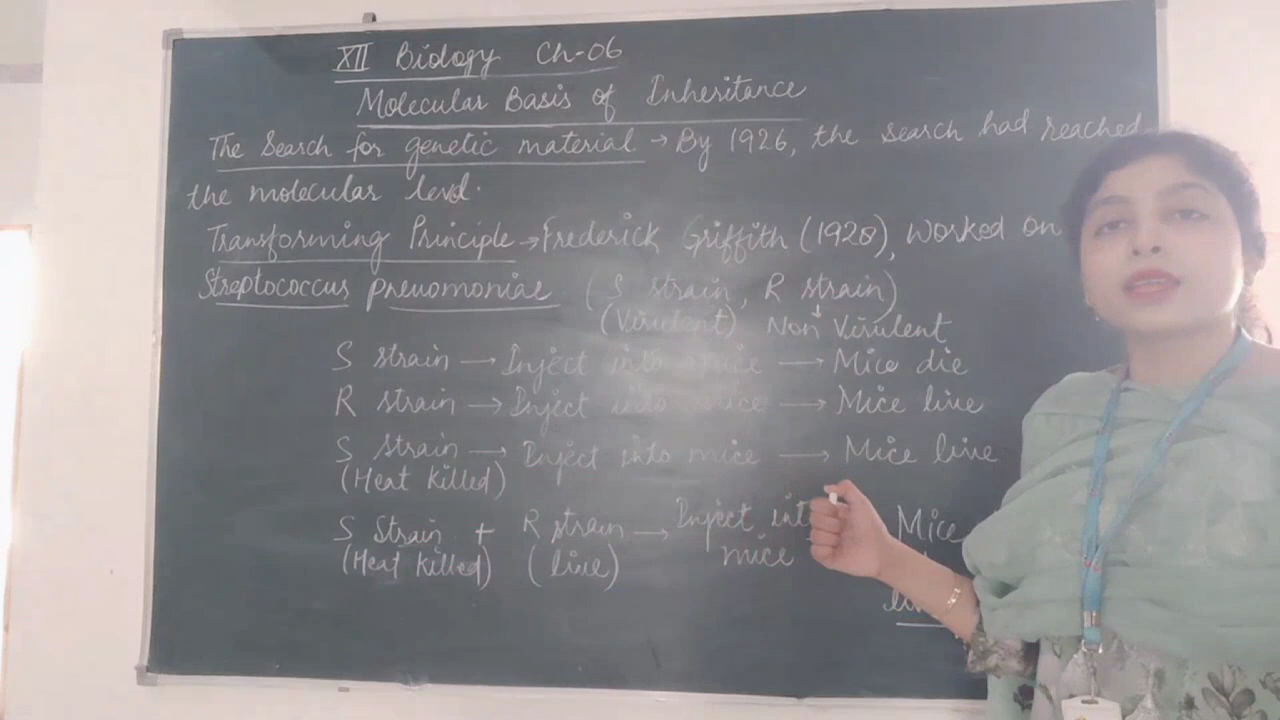 XII Biology Ch-06
Molecular Basis of Inheritance
The Search for genetic material → By 1926, the search had reached
the molecular level.
Transforming Principle → Frederick Griffith (1928), worked on
Streptococcus pneumoniae (S strain, R strain)
(Virulent) Non Virulent
S strain → Inject into mice → Mice die
R strain → Inject into mice → Mice live
S strain → Inject into mice → Mice live
(Heat killed)
S Strain + R strain → Inject into Mice
(Heat killed) (live) mice